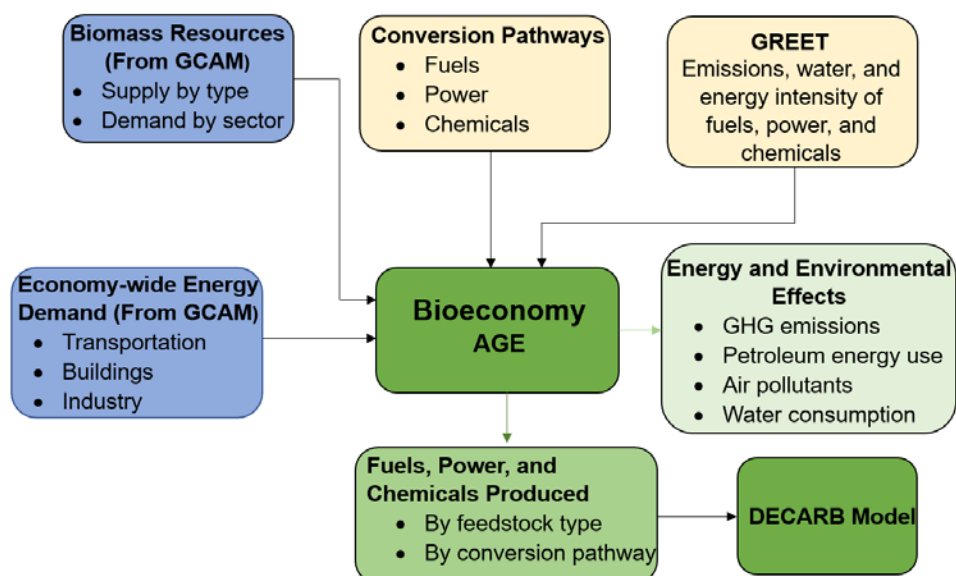 Biomass Resources
(From GCAM)
• Supply by type
• Demand by sector
Conversion Pathways
• Fuels
• Power
• Chemicals
GREET
Emissions, water, and
energy intensity of
fuels, power, and
chemicals
Economy-wide Energy
Demand (From GCAM)
• Transportation
• Buildings
• Industry
Bioeconomy
AGE
Energy and Environmental
Effects
• GHG emissions
• Petroleum energy use
• Air pollutants
• Water consumption
Fuels, Power, and
Chemicals Produced
• By feedstock type
• By conversion pathway
DECARB Model